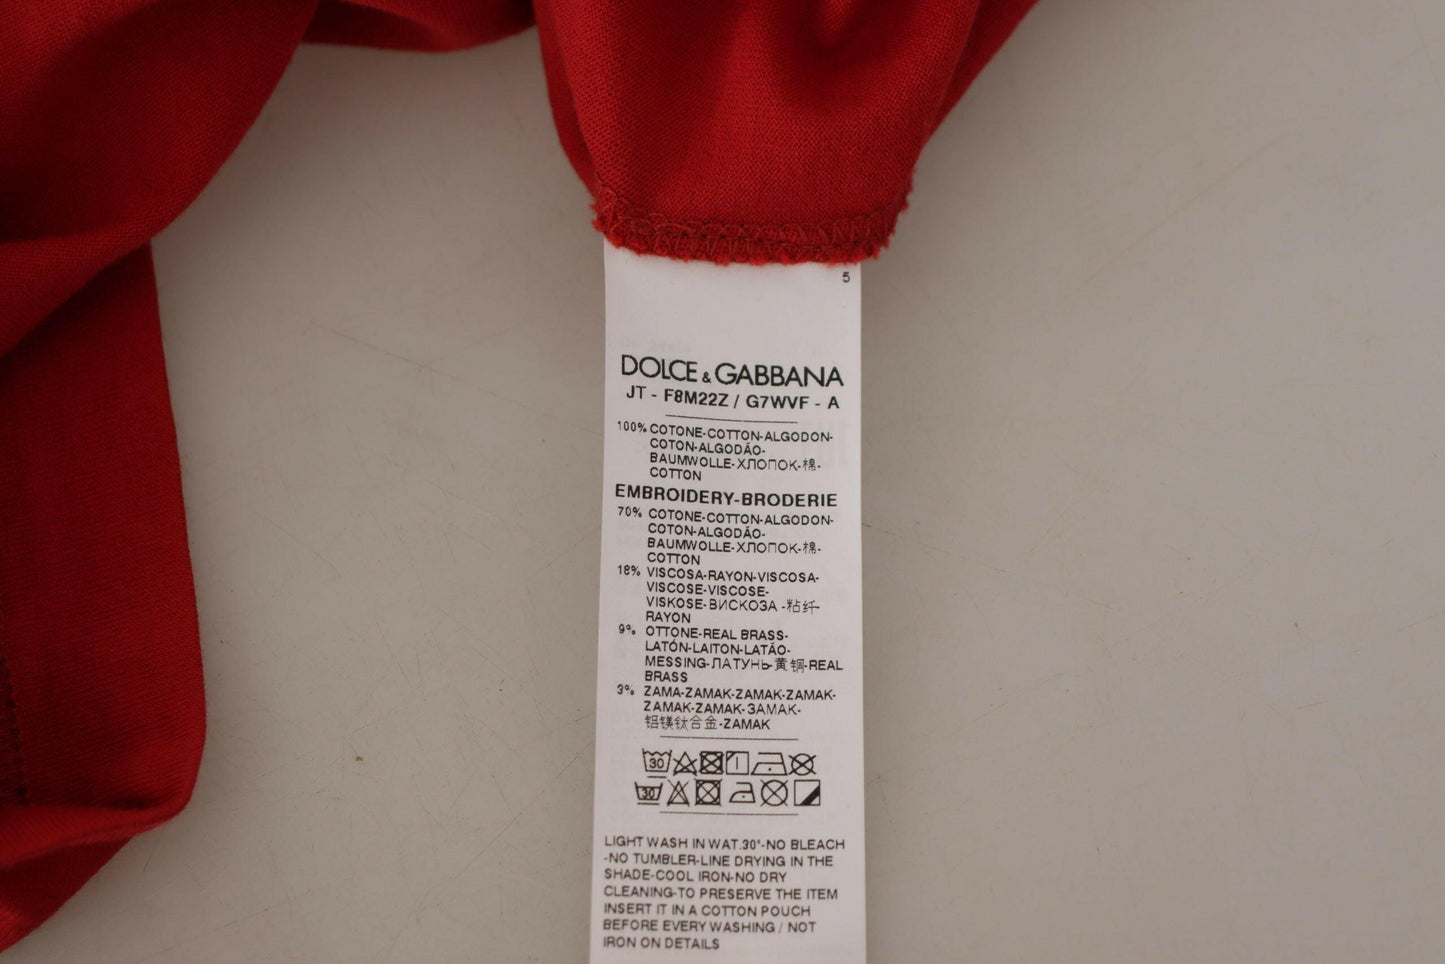 5
DOLCE & GABBANA
JT - F8M22Z / G7WVF - A
100% COTONE-COTTON-ALGODON-
COTON-ALGODÃO-
BAUMWOLLE-ХЛОПОК-棉-
COTTON
EMBROIDERY-BRODERIE
70% COTONE-COTTON-ALGODON-
COTON-ALGODÃO-
BAUMWOLLE-ХЛОПОК-棉-
COTTON
18% VISCOSA-RAYON-VISCOSA-
VISCOSE-VISCOSE-
VISKOSE-ВИСКОЗА -粘纤-
RAYON
9% OTTONE-REAL BRASS-
LATÓN-LAITON-LATÃO-
MESSING-ЛАТУНЬ-黄铜-REAL
BRASS
3% ZAMA-ZAMAK-ZAMAK-ZAMAK-
ZAMAK-ZAMAK-ЗАМАК-
铝镁钛合金-ZAMAK
30
30
LIGHT WASH IN WAT.30°-NO BLEACH
-NO TUMBLER-LINE DRYING IN THE
SHADE-COOL IRON-NO DRY
CLEANING-TO PRESERVE THE ITEM
INSERT IT IN A COTTON POUCH
BEFORE EVERY WASHING / NOT
IRON ON DETAILS